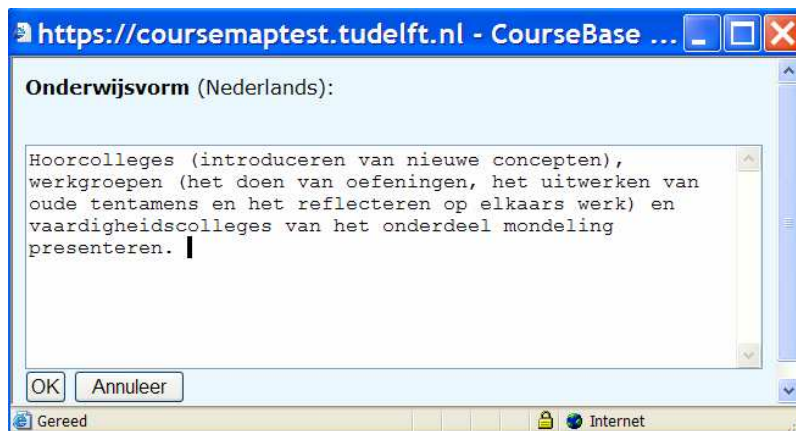 https://coursemaptest.tudelft.nl - CourseBase ...
Onderwijsvorm (Nederlands):
Hoorcolleges (introduceren van nieuwe concepten),
werkgroepen (het doen van oefeningen, het uitwerken van
oude tentamens en het reflecteren op elkaars werk) en
vaardigheidscolleges van het onderdeel mondeling
presenteren.
OK Annuleer
Gereed Internet